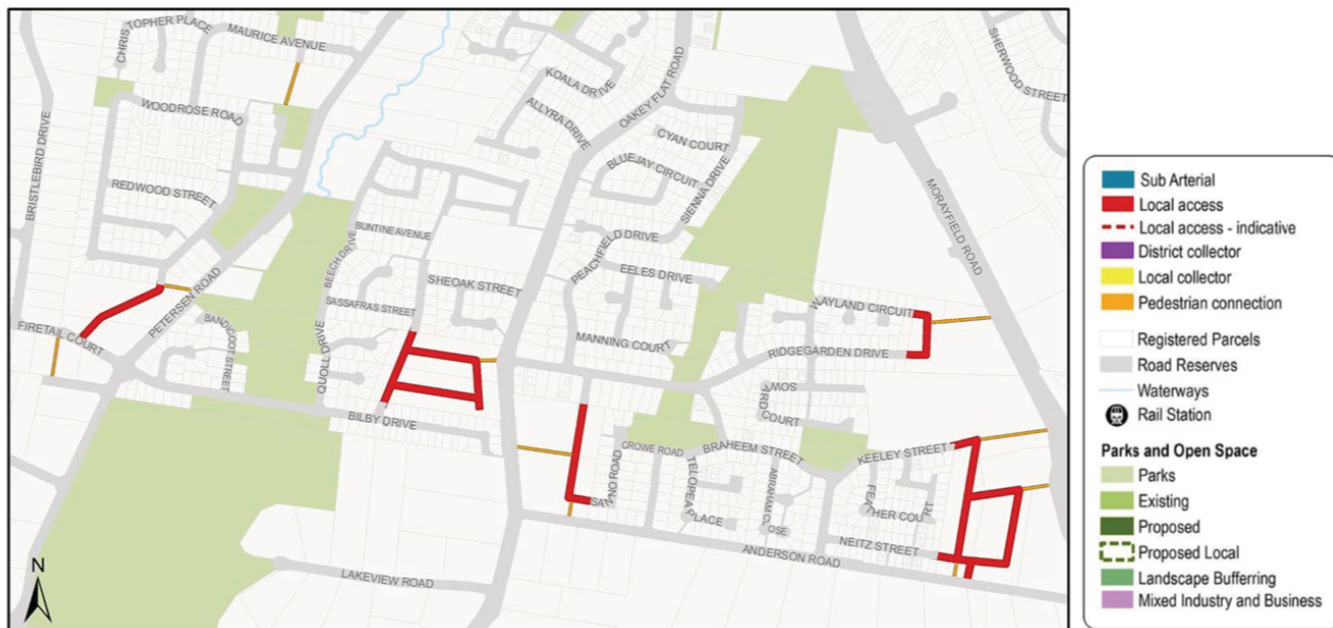 CHRISTOPHER PLACE
MAURICE AVENUE
WOODROSE ROAD
BRISTLEBIRD DRIVE
REDWOOD STREET
PETERSEN ROAD
FIRETAIL COURT
BANDICOOT STREET
KOALA DRIVE
ALLYRA DRIVE
OAKEY FLAT ROAD
CYAN COURT
BLUEJAY CIRCUIT
SIENNA DRIVE
BUNTINE AVENUE
BEECH DRIVE
SHEOAK STREET
SASSAFRAS STREET
QUOLL DRIVE
BILBY DRIVE
PEACHFIELD DRIVE
EELES DRIVE
MANNING COURT
WAYLAND CIRCUIT
RIDGEGARDEN DRIVE
MORAYFIELD ROAD
SHERWOOD STREET
COURT
CROWE ROAD
BRAHEEM STREET
KEELEY STREET
TELOPEA PLACE
ABRAHAM CLOSE
FEATHER COURT
NEITZ STREET
ANDERSON ROAD
LAKEVIEW ROAD
N
Sub Arterial
Local access
Local access - indicative
District collector
Local collector
Pedestrian connection
Registered Parcels
Road Reserves
Waterways
Rail Station
Parks and Open Space
Parks
Existing
Proposed
Proposed Local
Landscape Bufferring
Mixed Industry and Business